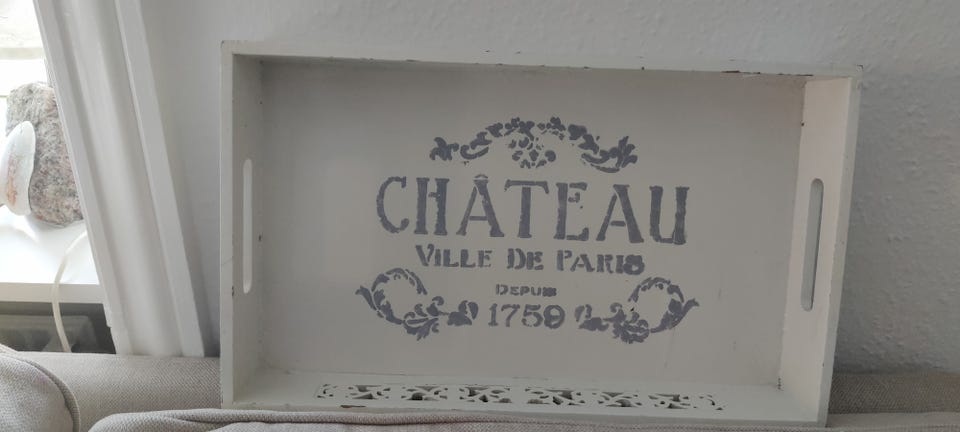 CHÂTEAU
VILLE DE PARIS
DEPUIS
1759